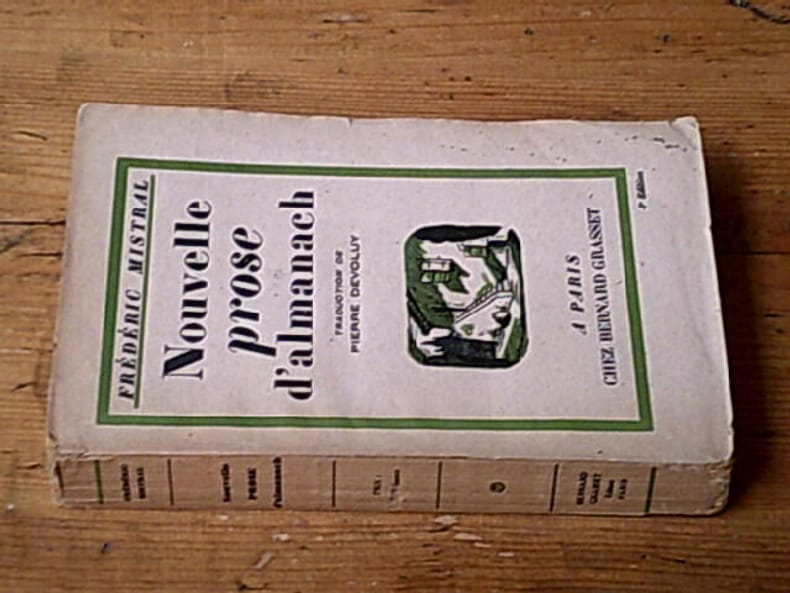 FRÉDÉRIC MISTRAL
Nouvelle
prose
d'almanach
TRADUCTION DE
PIERRE DEVOLUY
A PARIS
CHEZ BERNARD GRASSET
Edition
FRÉDÉRIC
MISTRAL
Nouvelle
PROSE
d'almanach
BERNARD
GRASSET
PARIS